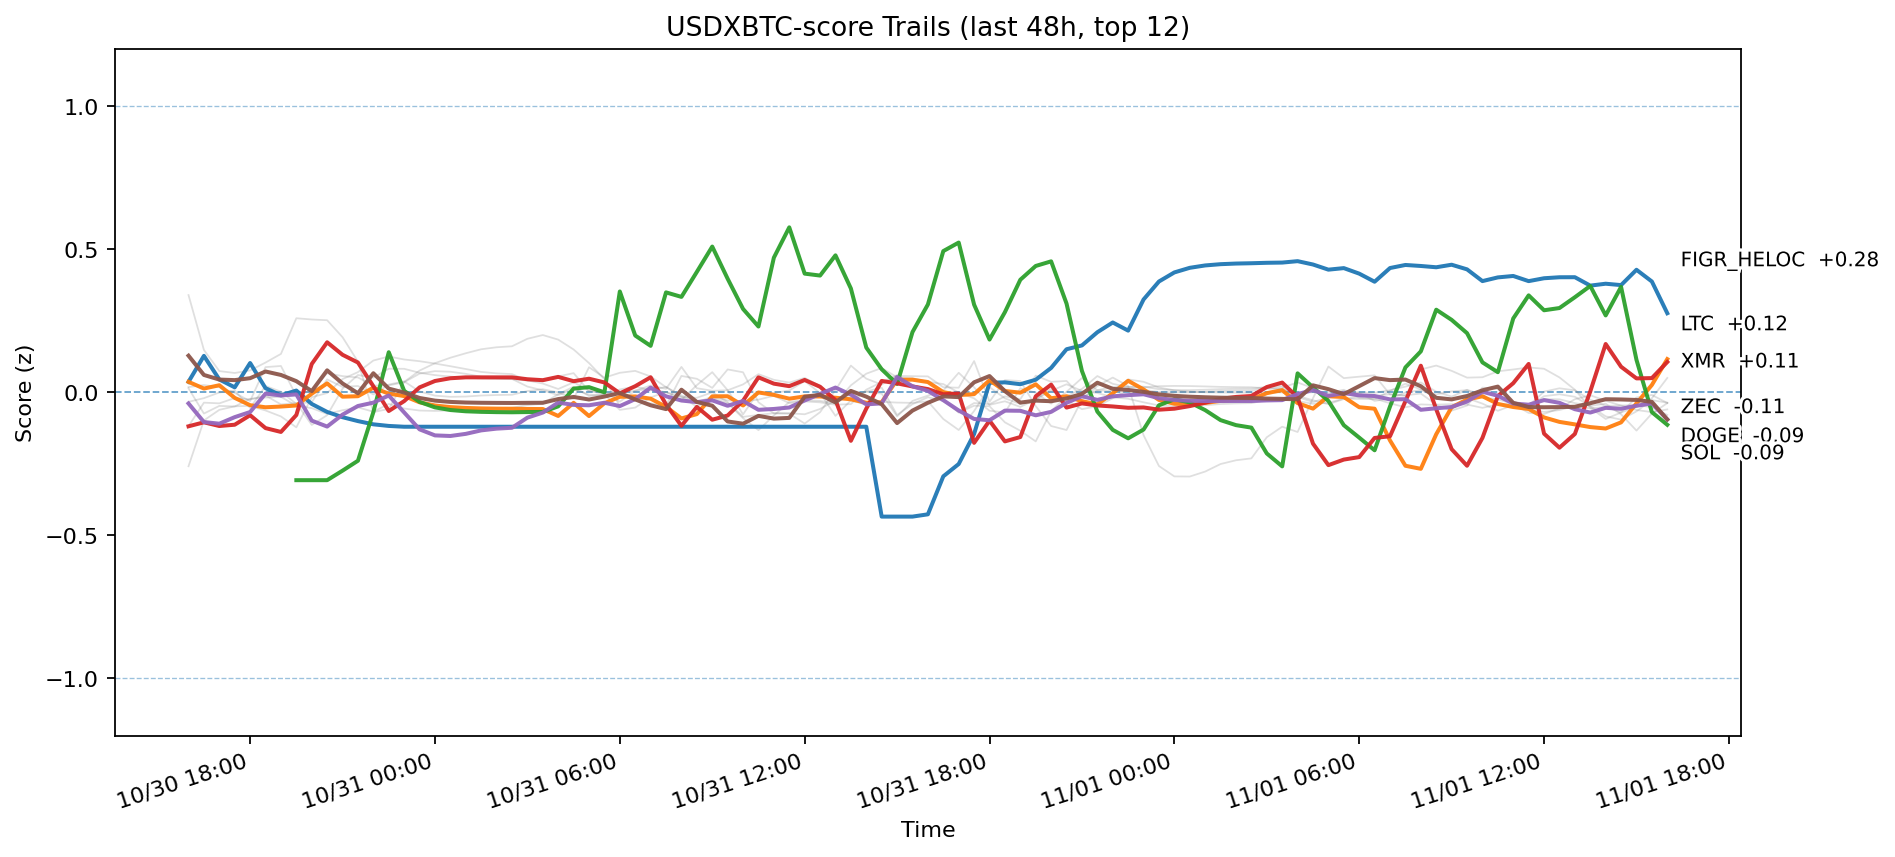 USDXBTC-score Trails (last 48h, top 12)
Score (z)
1.0
0.5
0.0
−0.5
−1.0
FIGR_HELOC +0.28
LTC +0.12
XMR +0.11
ZEC -0.11
DOGE -0.09
SOL -0.09
10/30 18:00
10/31 00:00
10/31 06:00
10/31 12:00
10/31 18:00
11/01 00:00
11/01 06:00
11/01 12:00
11/01 18:00
Time